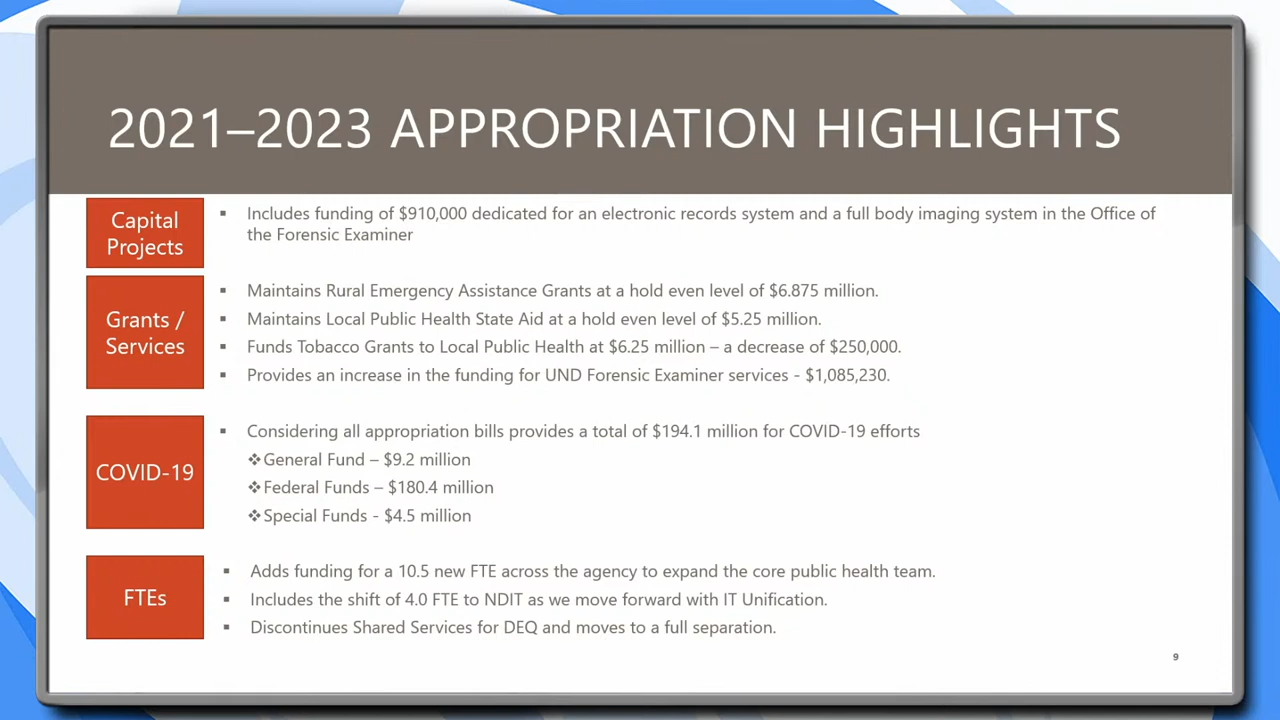 2021–2023 APPROPRIATION HIGHLIGHTS
Capital
Projects
▪ Includes funding of $910,000 dedicated for an electronic records system and a full body imaging system in the Office of
the Forensic Examiner
Grants /
Services
▪ Maintains Rural Emergency Assistance Grants at a hold even level of $6.875 million.
▪ Maintains Local Public Health State Aid at a hold even level of $5.25 million.
▪ Funds Tobacco Grants to Local Public Health at $6.25 million – a decrease of $250,000.
▪ Provides an increase in the funding for UND Forensic Examiner services - $1,085,230.
COVID-19
▪ Considering all appropriation bills provides a total of $194.1 million for COVID-19 efforts
❖General Fund – $9.2 million
❖Federal Funds – $180.4 million
❖Special Funds - $4.5 million
FTEs
▪ Adds funding for a 10.5 new FTE across the agency to expand the core public health team.
▪ Includes the shift of 4.0 FTE to NDIT as we move forward with IT Unification.
▪ Discontinues Shared Services for DEQ and moves to a full separation.
9